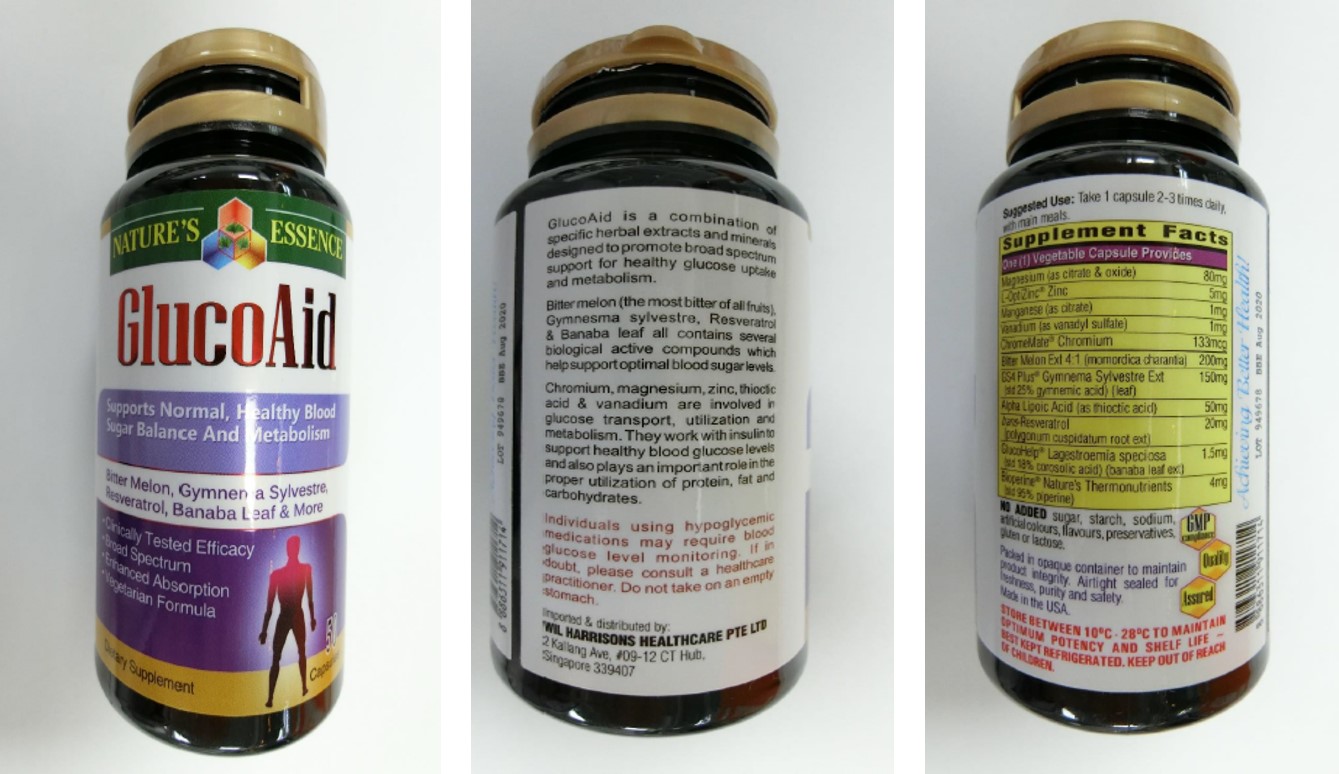 NATURE'S ESSENCE
GlucoAid
Supports Normal, Healthy Blood
Sugar Balance And Metabolism
Bitter Melon, Gymnema Sylvestre,
Resveratrol, Banaba Leaf & More
• Clinically Tested Efficacy
• Broad Spectrum
• Enhanced Absorption
• Vegetarian Formula
Dietary Supplement
GlucoAid is a combination of
specific herbal extracts and minerals
designed to promote broad spectrum
support for healthy glucose uptake
and metabolism.
Bitter melon (the most bitter of all fruits),
Gymnesma sylvestre, Resveratrol
& Banaba leaf all contains several
biological active compounds which
help support optimal blood sugar levels.
Chromium, magnesium, zinc, thioctic
acid & vanadium are involved in
glucose transport, utilization and
metabolism. They work with insulin to
support healthy blood glucose levels
and also plays an important role in the
proper utilization of protein, fat and
carbohydrates.
Individuals using hypoglycemic
medications may require blood
glucose level monitoring. If in
doubt, please consult a healthcare
practitioner. Do not take on an empty
stomach.
Imported & distributed by:
WIL HARRISONS HEALTHCARE PTE LTD
2 Kallang Ave, #09-12 CT Hub,
Singapore 339407
LOT 949678 BBE Aug 2020
Suggested Use: Take 1 capsule 2-3 times daily,
with main meals.
Supplement Facts
One (1) Vegetable Capsule Provides
Magnesium (as citrate & oxide) 80mg
L-OptiZinc® Zinc 5mg
Manganese (as citrate) 1mg
Vanadium (as vanadyl sulfate) 1mg
ChromeMate® Chromium 133mcg
Bitter Melon Ext 4:1 (momordica charantia) 200mg
GS4 Plus® Gymnema Sylvestre Ext 150mg
(std 25% gymnemic acid) (leaf)
Alpha Lipoic Acid (as thioctic acid) 50mg
trans-Resveratrol 20mg
(polygonum cuspidatum root ext)
GlucoHelp® Lagestroemia speciosa 1.5mg
(std 18% corosolic acid) (banaba leaf ext)
Bioperine® Nature's Thermonutrients 4mg
(std 95% piperine)
NO ADDED sugar, starch, sodium,
artificial colours, flavours, preservatives,
gluten or lactose.
Packed in opaque container to maintain
product integrity. Airtight sealed for
freshness, purity and safety.
Made in the USA.
GMP
compliance
Quality
Assured
STORE BETWEEN 10ºC - 28ºC TO MAINTAIN
OPTIMUM POTENCY AND SHELF LIFE ~
BEST KEPT REFRIGERATED. KEEP OUT OF REACH
OF CHILDREN.
Achieving Better Health!
LOT 949678 BBE Aug 2020